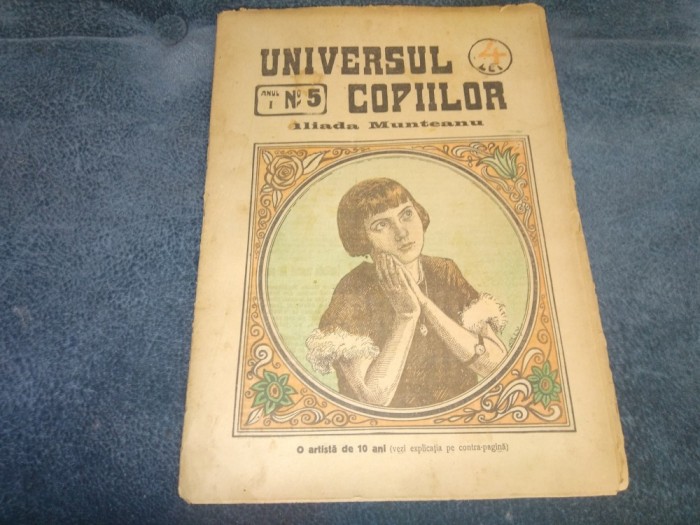 UNIVERSUL
4 LEI
ANUL I No 5
COPIILOR
Iliada Munteanu
O artistă de 10 ani (vezi explicația pe contra-pagină)